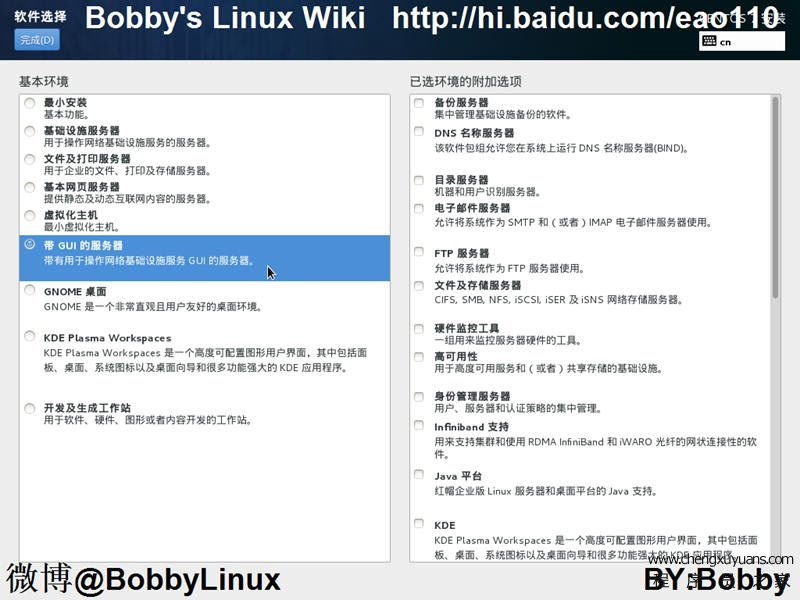 软件选择
Bobby's Linux Wiki http://hi.baidu.com/eao110
完成(D)
cn
基本环境
最小安装
基本功能。
基础设施服务器
用于操作网络基础设施服务的服务器。
文件及打印服务器
用于企业的文件、打印及存储服务器。
基本网页服务器
提供静态及动态互联网内容的服务器。
虚拟化主机
最小虚拟化主机。
带 GUI 的服务器
带有用于操作网络基础设施服务 GUI 的服务器。
GNOME 桌面
GNOME 是一个非常直观且用户友好的桌面环境。
KDE Plasma Workspaces
KDE Plasma Workspaces 是一个高度可配置图形用户界面，其中包括面
板、桌面、系统图标以及桌面向导和很多功能强大的 KDE 应用程序。
开发及生成工作站
用于软件、硬件、图形或者内容开发的工作站。
已选环境的附加选项
备份服务器
集中管理基础设施备份的软件。
DNS 名称服务器
该软件包组允许您在系统上运行 DNS 名称服务器(BIND)。
目录服务器
机器和用户识别服务器。
电子邮件服务器
允许将系统作为 SMTP 和（或者）IMAP 电子邮件服务器使用。
FTP 服务器
允许将系统作为 FTP 服务器使用。
文件及存储服务器
CIFS, SMB, NFS, iSCSI, iSER 及 iSNS 网络存储服务器。
硬件监控工具
一组用来监控服务器硬件的工具。
高可用性
用于高可用服务和（或者）共享存储的基础设施。
身份管理服务器
用户、服务器和认证策略的集中管理。
Infiniband 支持
用来支持集群和使用 RDMA InfiniBand 和 iWARO 光纤的网状连接性的软
件。
Java 平台
红帽企业版 Linux 服务器和桌面平台的 Java 支持。
KDE
KDE Plasma Workspaces 是一个高度可配置图形用户界面，其中包括面
板、桌面、系统图标以及桌面向导和很多功能强大的 KDE 应用程序。
www.chengxuyuans.com
微博@BobbyLinux
BY:Bobby